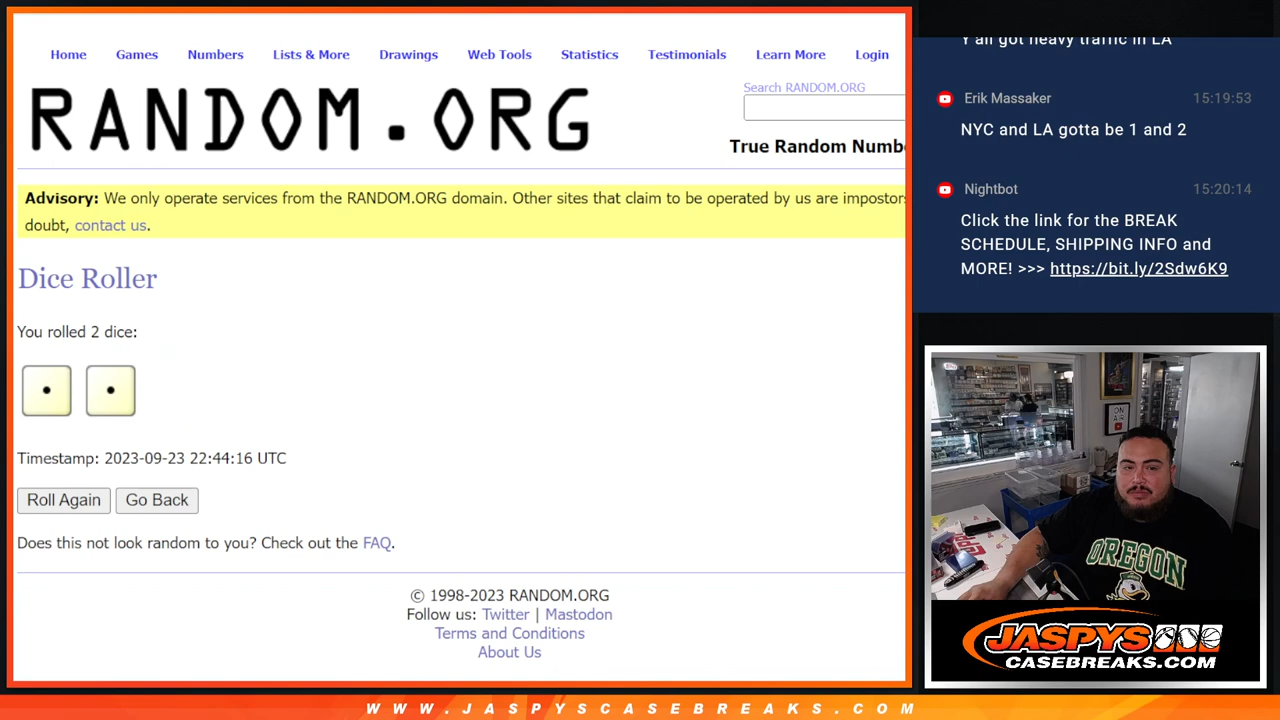 Home Games Numbers Lists & More Drawings Web Tools Statistics Testimonials Learn More Login
RANDOM.ORG
Search RANDOM.ORG
True Random Numb
Advisory: We only operate services from the RANDOM.ORG domain. Other sites that claim to be operated by us are impostors
doubt, contact us.
Dice Roller
You rolled 2 dice:
Timestamp: 2023-09-23 22:44:16 UTC
Roll Again Go Back
Does this not look random to you? Check out the FAQ.
© 1998-2023 RANDOM.ORG
Follow us: Twitter | Mastodon
Terms and Conditions
About Us
Y'all got heavy traffic in LA
Erik Massaker 15:19:53
NYC and LA gotta be 1 and 2
Nightbot 15:20:14
Click the link for the BREAK
SCHEDULE, SHIPPING INFO and
MORE! >>> https://bit.ly/2Sdw6K9
ON
AIR
OREGON
JASPYS
CASEBREAKS.COM
WWW.JASPYSCASEBREAKS.COM